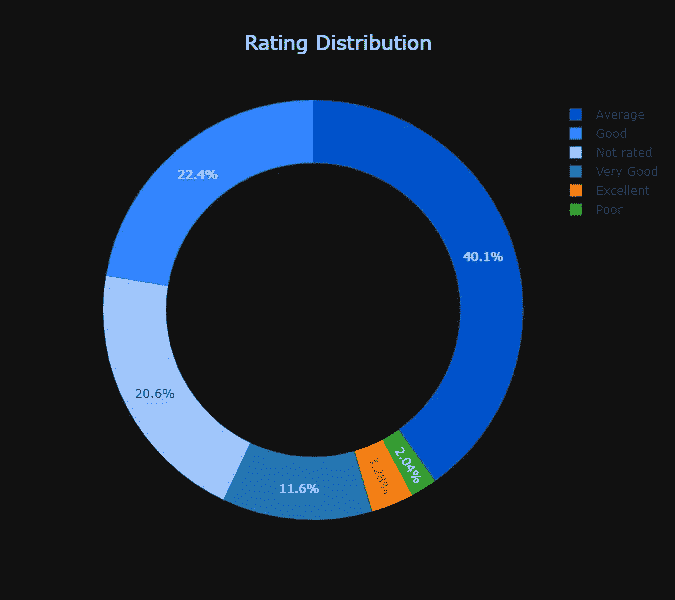 Rating Distribution
Average
Good
Not rated
Very Good
Excellent
Poor
22.4%
40.1%
20.6%
11.6%
2.04%